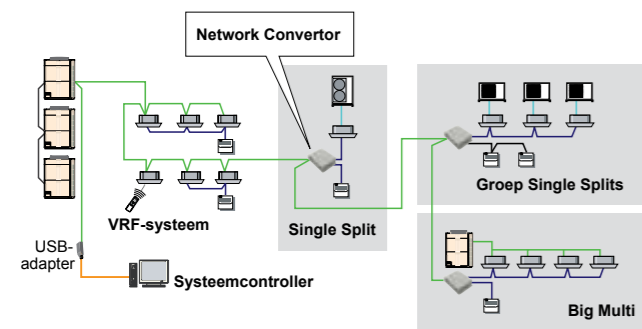 Network Convertor
VRF-systeem
Single Split
Groep Single Splits
USB-
adapter
Systeemcontroller
Big Multi